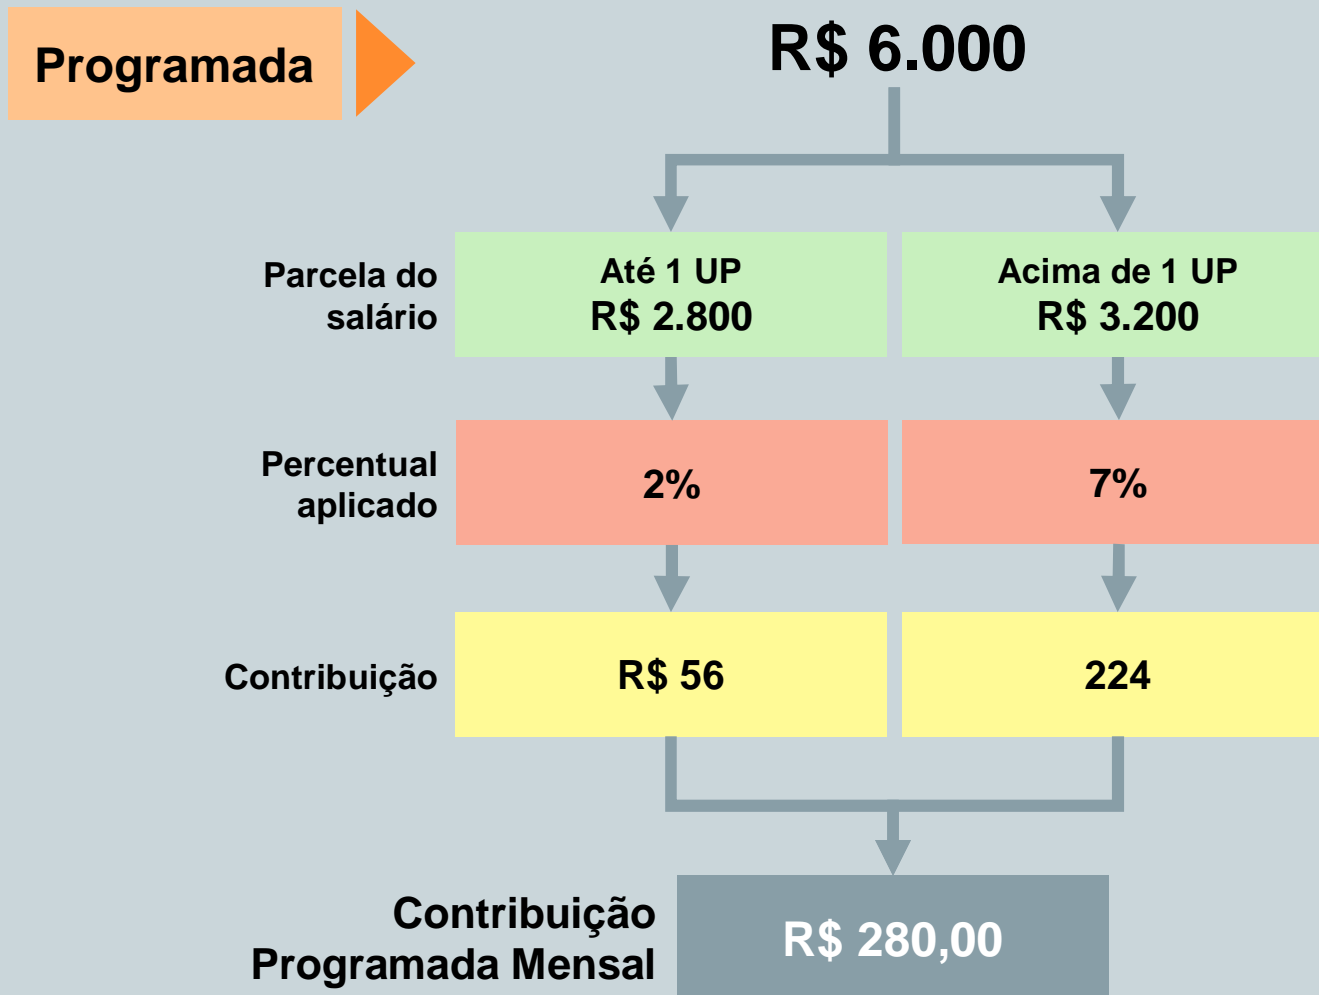 Programada
R$ 6.000
Parcela do
salário
Até 1 UP
R$ 2.800
Acima de 1 UP
R$ 3.200
Percentual
aplicado
2%
7%
Contribuição
R$ 56
224
Contribuição
Programada Mensal
R$ 280,00